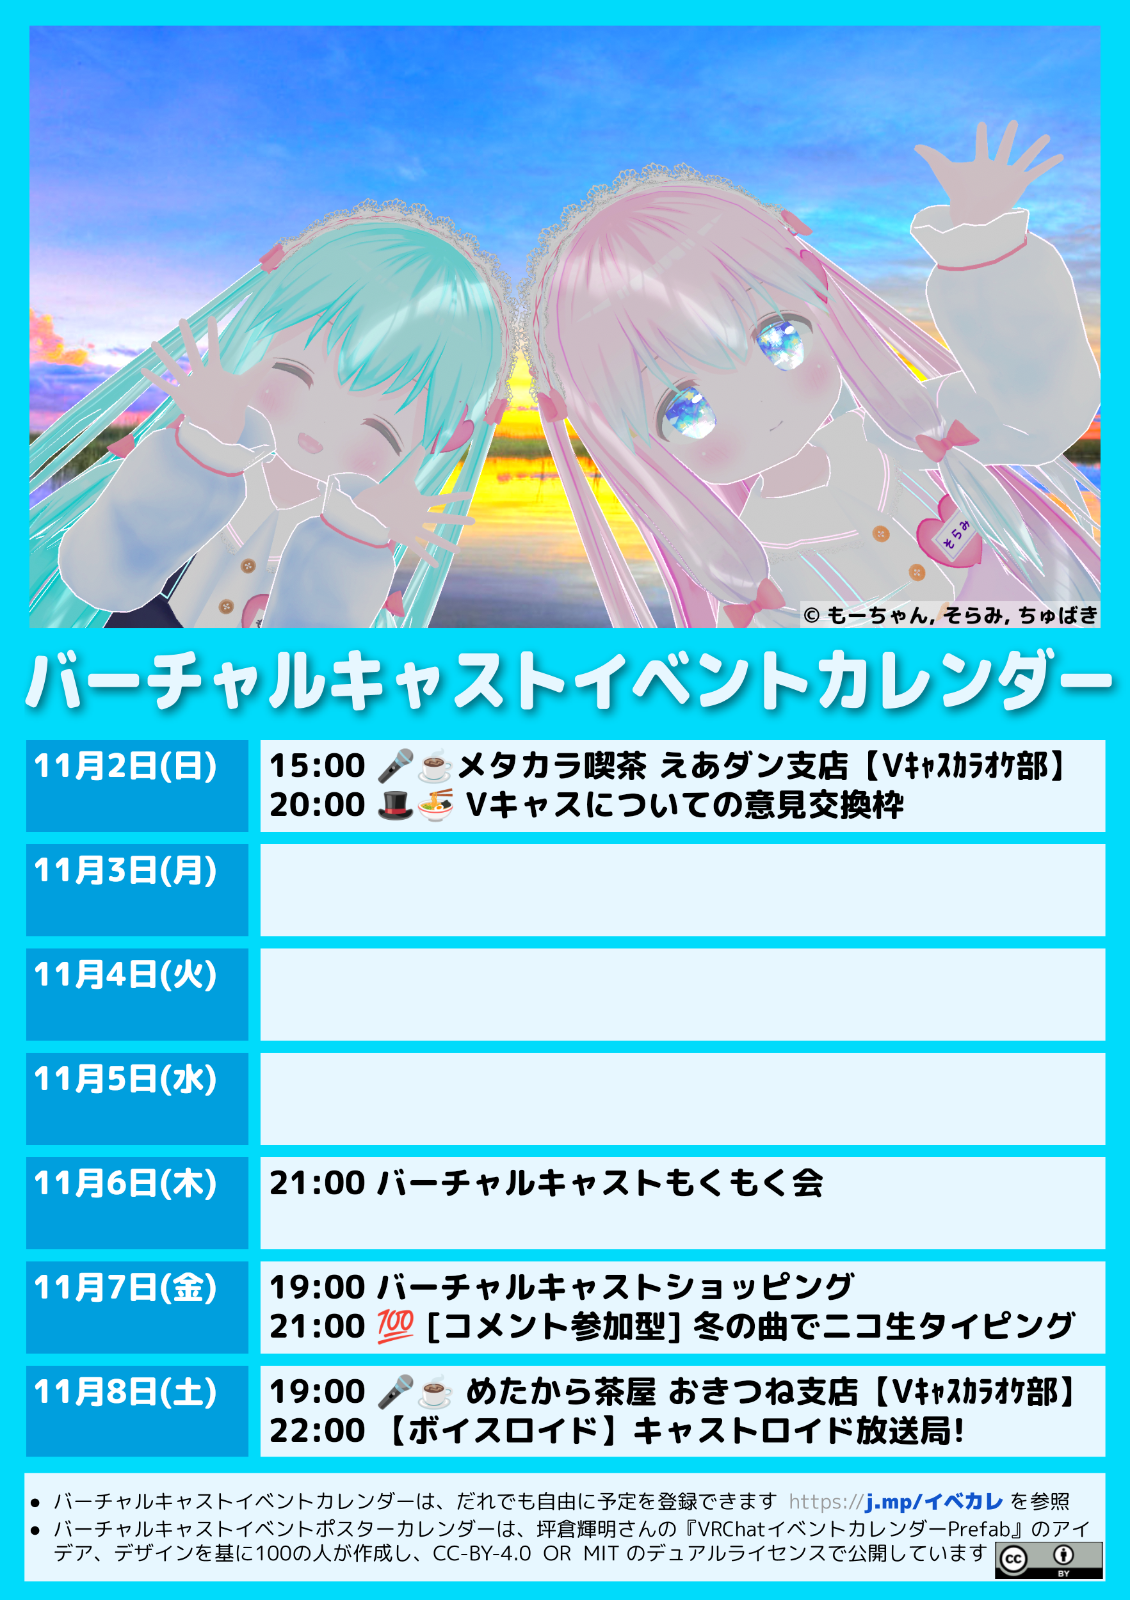 そらみ
© もーちゃん, そらみ, ちゅばき
バーチャルキャストイベントカレンダー
11月2日(日)
15:00 🎤☕メタカラ喫茶 えあダン支店【Vｷｬｽｶﾗｵｹ部】
20:00 🎩🍜 Vキャスについての意見交換枠
11月3日(月)
11月4日(火)
11月5日(水)
11月6日(木)
21:00 バーチャルキャストもくもく会
11月7日(金)
19:00 バーチャルキャストショッピング
21:00 💯 [コメント参加型] 冬の曲でニコ生タイピング
11月8日(土)
19:00 🎤☕ めたから茶屋 おきつね支店【Vｷｬｽｶﾗｵｹ部】
22:00 【ボイスロイド】キャストロイド放送局!
● バーチャルキャストイベントカレンダーは、だれでも自由に予定を登録できます https://j.mp/イベカレ を参照
● バーチャルキャストイベントポスターカレンダーは、坪倉輝明さんの『VRChatイベントカレンダーPrefab』のアイ
デア、デザインを基に100の人が作成し、CC-BY-4.0 OR MIT のデュアルライセンスで公開しています
cc BY